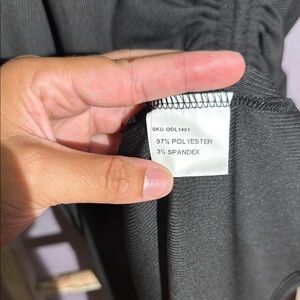 SKU:ODL1401
97% POLYESTER
3% SPANDEX